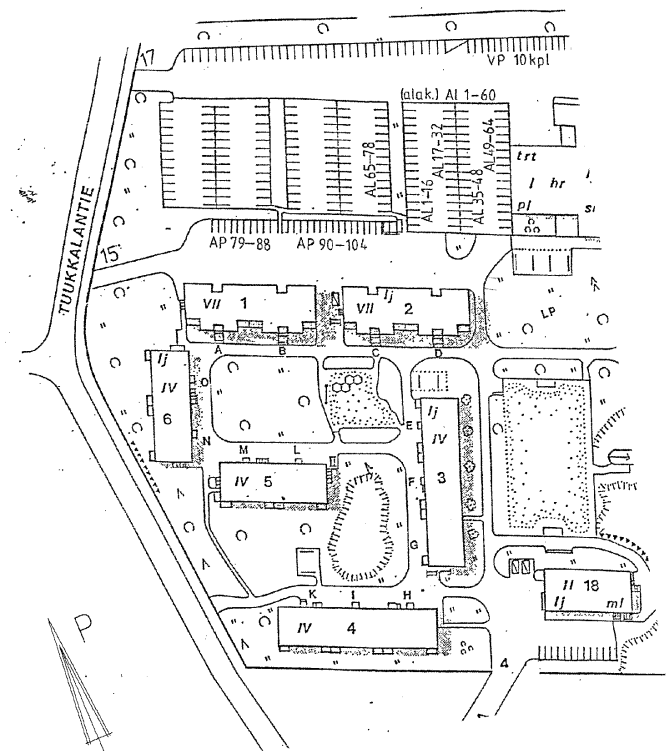 17
VP 10kpl
(alak.) AL 1-60
AL 65-78
AL 1-16
AL 17-32
AL 35-48
AL 49-64
trt
l hr
pl
TUUKKALANTIE
15
AP 79-88
AP 90-104
VII 1
Ij
VII 2
LP
A
B
C
D
Ij
IV
6
O
N
Ij
IV
3
E
F
G
M
L
IV 5
K
I
H
IV 4
II 18
Ij ml
P
4